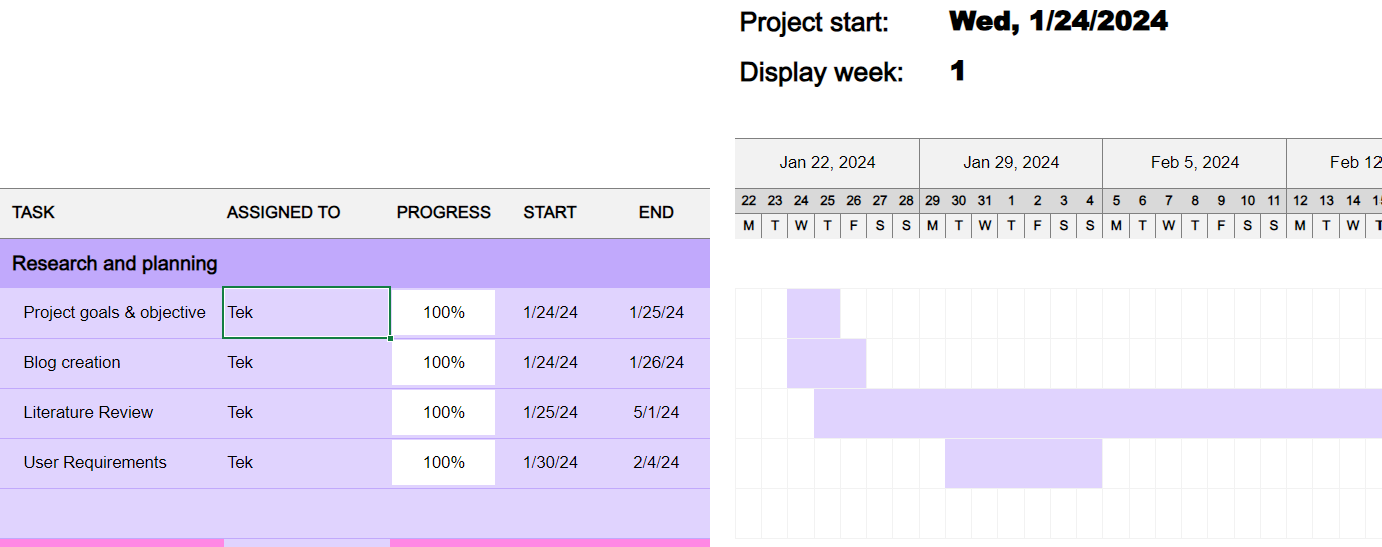 Project start: Wed, 1/24/2024
Display week: 1
Jan 22, 2024 Jan 29, 2024 Feb 5, 2024 Feb 12
22 23 24 25 26 27 28 29 30 31 1 2 3 4 5 6 7 8 9 10 11 12 13 14
TASK ASSIGNED TO PROGRESS START END
M T W T F S S M T W T F S S M T W T F S S M T W T
Research and planning
Project goals & objective Tek 100% 1/24/24 1/25/24
Blog creation Tek 100% 1/24/24 1/26/24
Literature Review Tek 100% 1/25/24 5/1/24
User Requirements Tek 100% 1/30/24 2/4/24